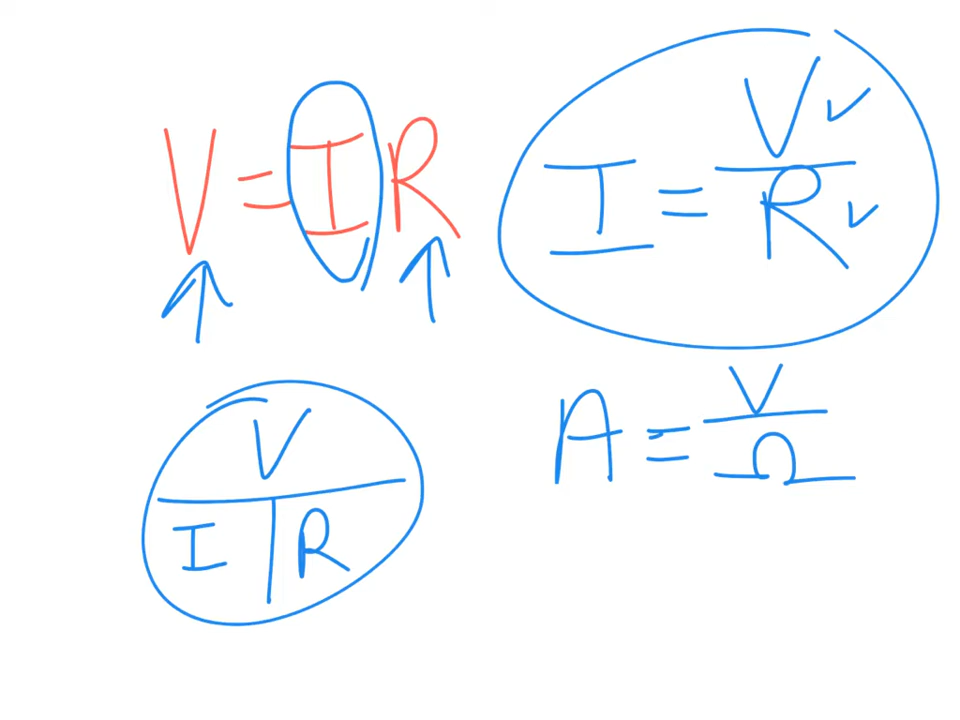 V = IR
I = V/R
V
I | R
A = V/Ω